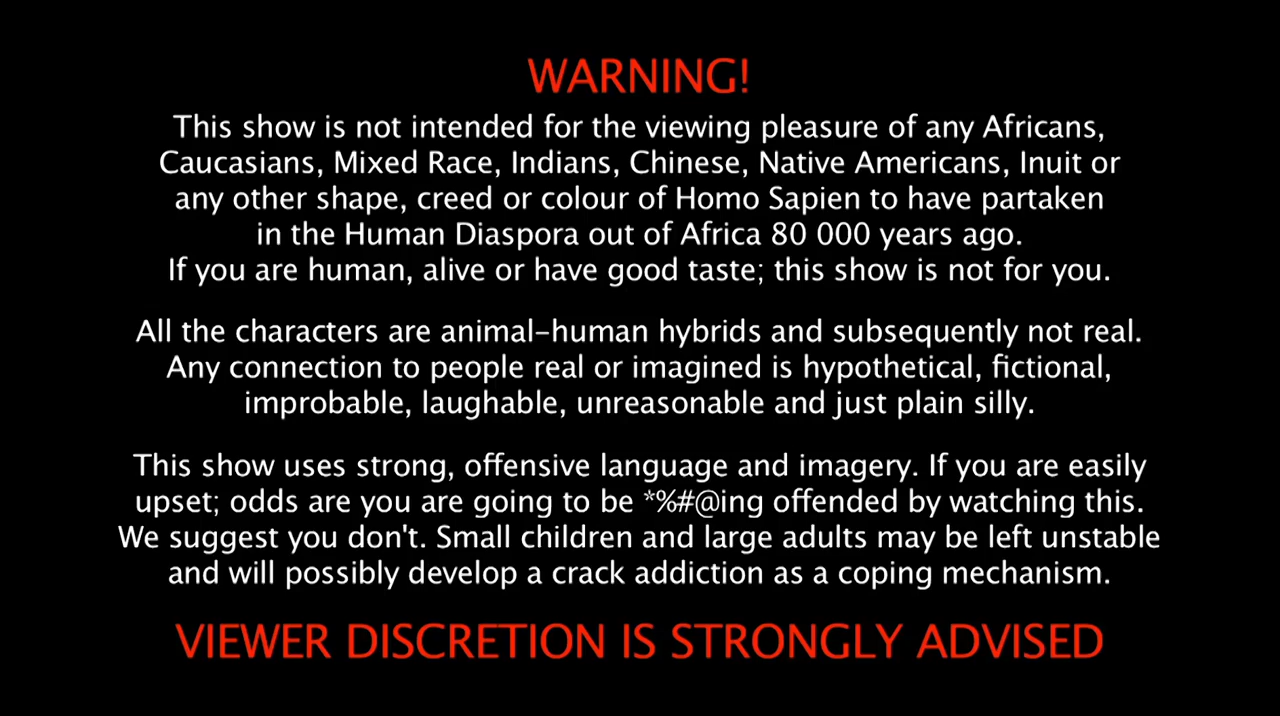 WARNING!
This show is not intended for the viewing pleasure of any Africans,
Caucasians, Mixed Race, Indians, Chinese, Native Americans, Inuit or
any other shape, creed or colour of Homo Sapien to have partaken
in the Human Diaspora out of Africa 80 000 years ago.
If you are human, alive or have good taste; this show is not for you.
All the characters are animal–human hybrids and subsequently not real.
Any connection to people real or imagined is hypothetical, fictional,
improbable, laughable, unreasonable and just plain silly.
This show uses strong, offensive language and imagery. If you are easily
upset; odds are you are going to be *%#@ing offended by watching this.
We suggest you don't. Small children and large adults may be left unstable
and will possibly develop a crack addiction as a coping mechanism.
VIEWER DISCRETION IS STRONGLY ADVISED